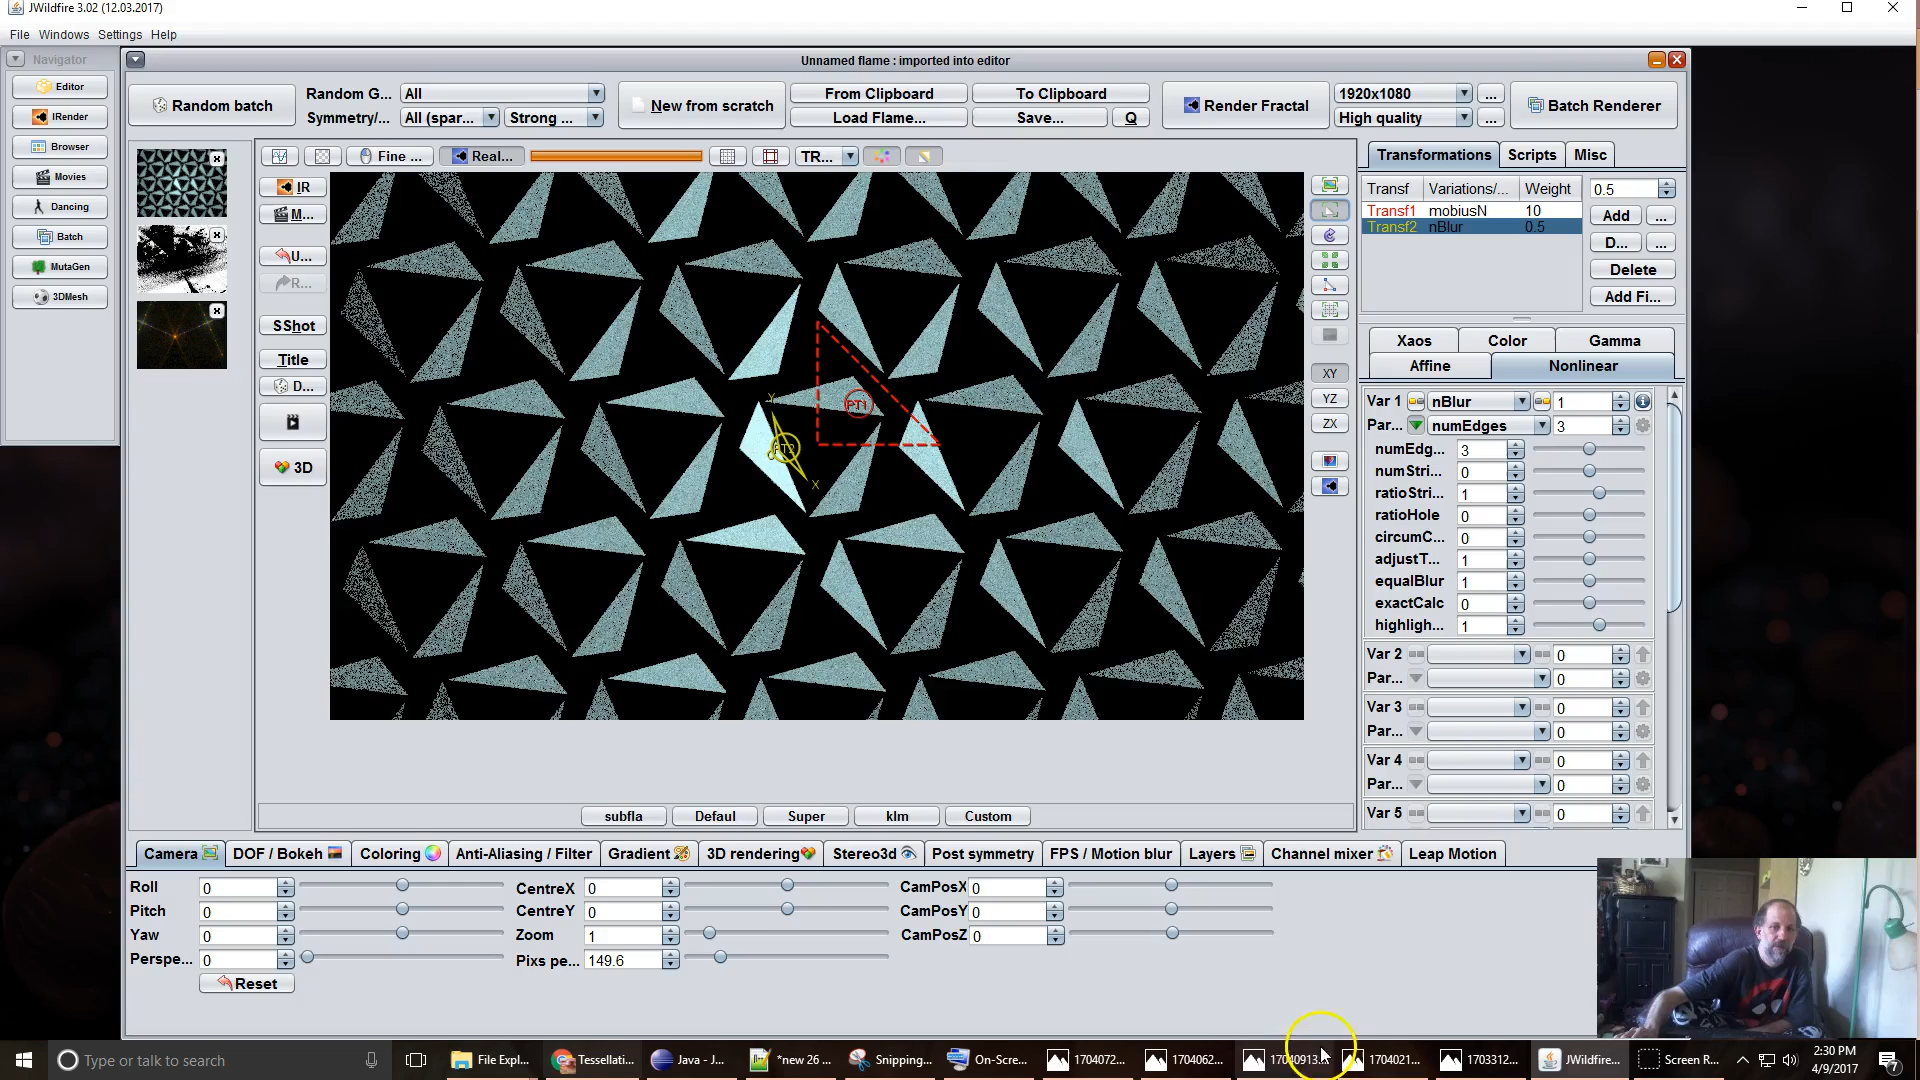 JWildfire 3.02 (12.03.2017)
File Windows Settings Help
Navigator
Editor
IRender
Browser
Movies
Dancing
Batch
MutaGen
3DMesh
Unnamed flame : imported into editor
Random batch
Random G... All
Symmetry/... All (spar... Strong ...
New from scratch
From Clipboard
To Clipboard
Load Flame...
Save...
Q
Render Fractal
1920x1080 ...
High quality ...
Batch Renderer
Fine ...
Real...
TR...
IR
M...
U...
R...
SShot
Title
D...
3D
PT1
Y
X
XY
YZ
ZX
Transformations Scripts Misc
Transf Variations/... Weight
Transf1 mobiusN 10
Transf2 nBlur 0.5
0.5
Add ...
D... ...
Delete
Add Fi...
Xaos Color Gamma
Affine Nonlinear
Var 1 nBlur 1
Par... numEdges 3
numEdg... 3
numStri... 0
ratioStri... 1
ratioHole 0
circumC... 0
adjustT... 1
equalBlur 1
exactCalc 0
highligh... 1
Var 2 0
Par... 0
Var 3 0
Par... 0
Var 4 0
Par... 0
Var 5 0
subfla Defaul Super klm Custom
Camera DOF / Bokeh Coloring Anti-Aliasing / Filter Gradient 3D rendering Stereo3d Post symmetry FPS / Motion blur Layers Channel mixer Leap Motion
Roll 0 CentreX 0 CamPosX 0
Pitch 0 CentreY 0 CamPosY 0
Yaw 0 Zoom 1 CamPosZ 0
Perspe... 0 Pixs pe... 149.6
Reset
Type or talk to search
File Expl...
Tessellati...
Java - J...
*new 26 ...
Snipping...
On-Scre...
1704072...
1704062...
17040913...
1704021...
1703312...
JWildfire...
Screen R...
2:30 PM
4/9/2017
7